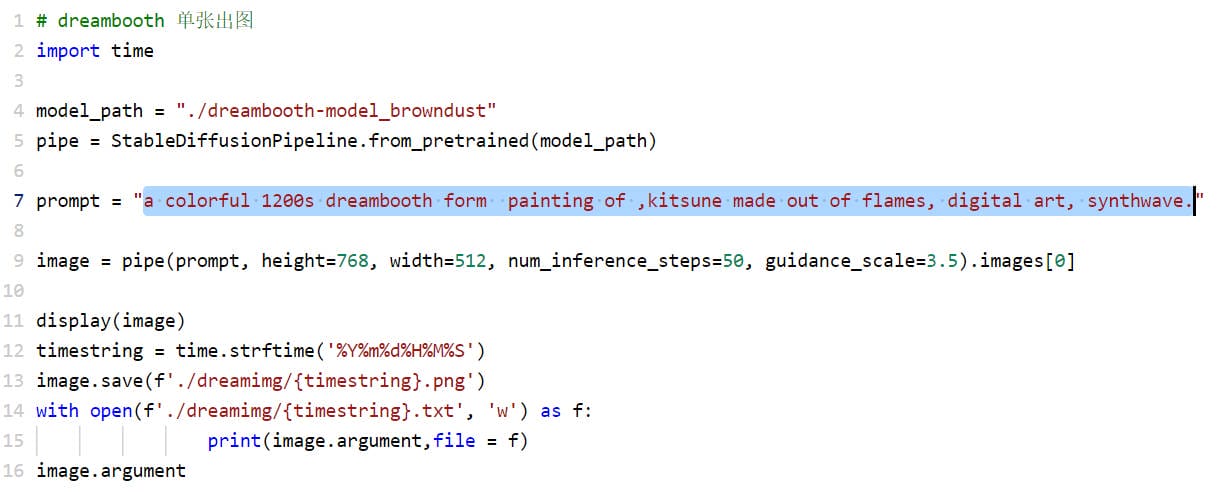 1 # dreambooth 单张出图
2 import time
3
4 model_path = "./dreambooth-model_browndust"
5 pipe = StableDiffusionPipeline.from_pretrained(model_path)
6
7 prompt = "a colorful 1200s dreambooth form  painting of ,kitsune made out of flames, digital art, synthwave."
8
9 image = pipe(prompt, height=768, width=512, num_inference_steps=50, guidance_scale=3.5).images[0]
10
11 display(image)
12 timestring = time.strftime('%Y%m%d%H%M%S')
13 image.save(f'./dreamimg/{timestring}.png')
14 with open(f'./dreamimg/{timestring}.txt', 'w') as f:
15                 print(image.argument,file = f)
16 image.argument